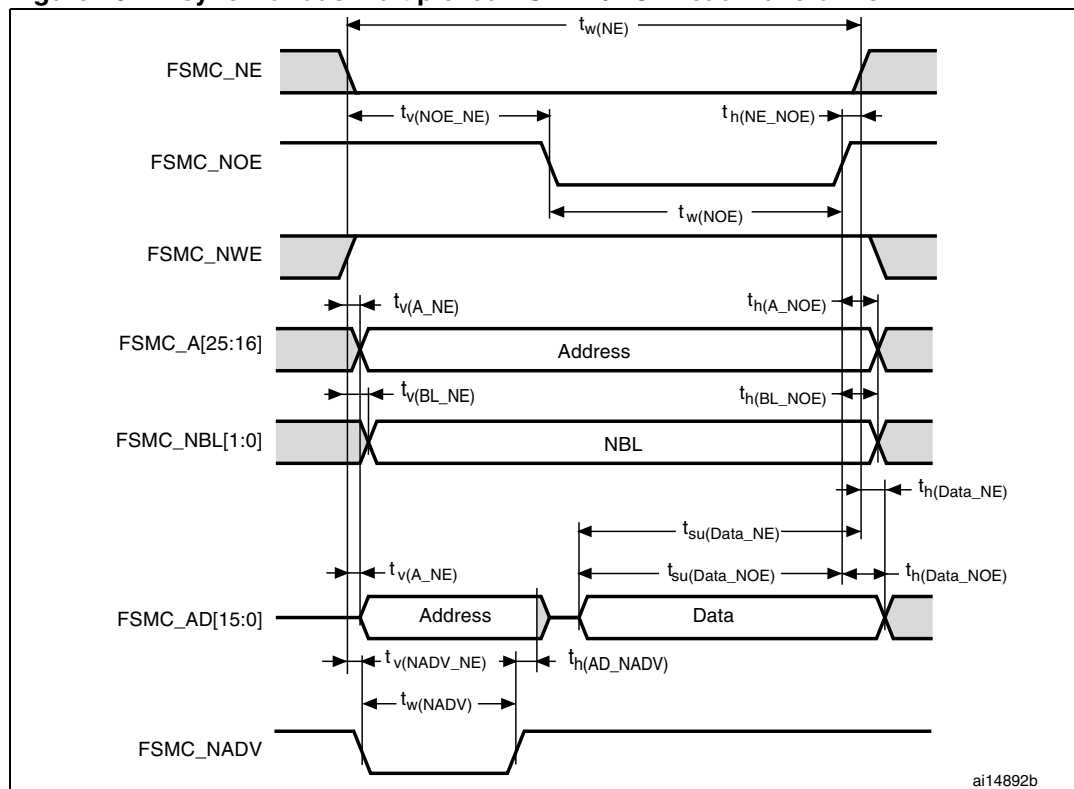 tw(NE)
FSMC_NE
tv(NOE_NE)
th(NE_NOE)
FSMC_NOE
tw(NOE)
FSMC_NWE
tv(A_NE)
th(A_NOE)
FSMC_A[25:16]
Address
tv(BL_NE)
th(BL_NOE)
FSMC_NBL[1:0]
NBL
th(Data_NE)
tsu(Data_NE)
tv(A_NE)
tsu(Data_NOE)
th(Data_NOE)
FSMC_AD[15:0]
Address
Data
tv(NADV_NE)
th(AD_NADV)
tw(NADV)
FSMC_NADV
ai14892b